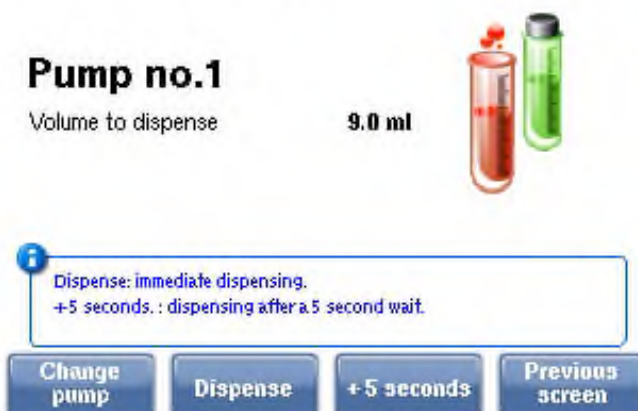 Pump no.1
Volume to dispense 9.0 ml
Dispense: immediate dispensing.
+5 seconds. : dispensing after a 5 second wait.
Change pump
Dispense
+5 seconds
Previous screen